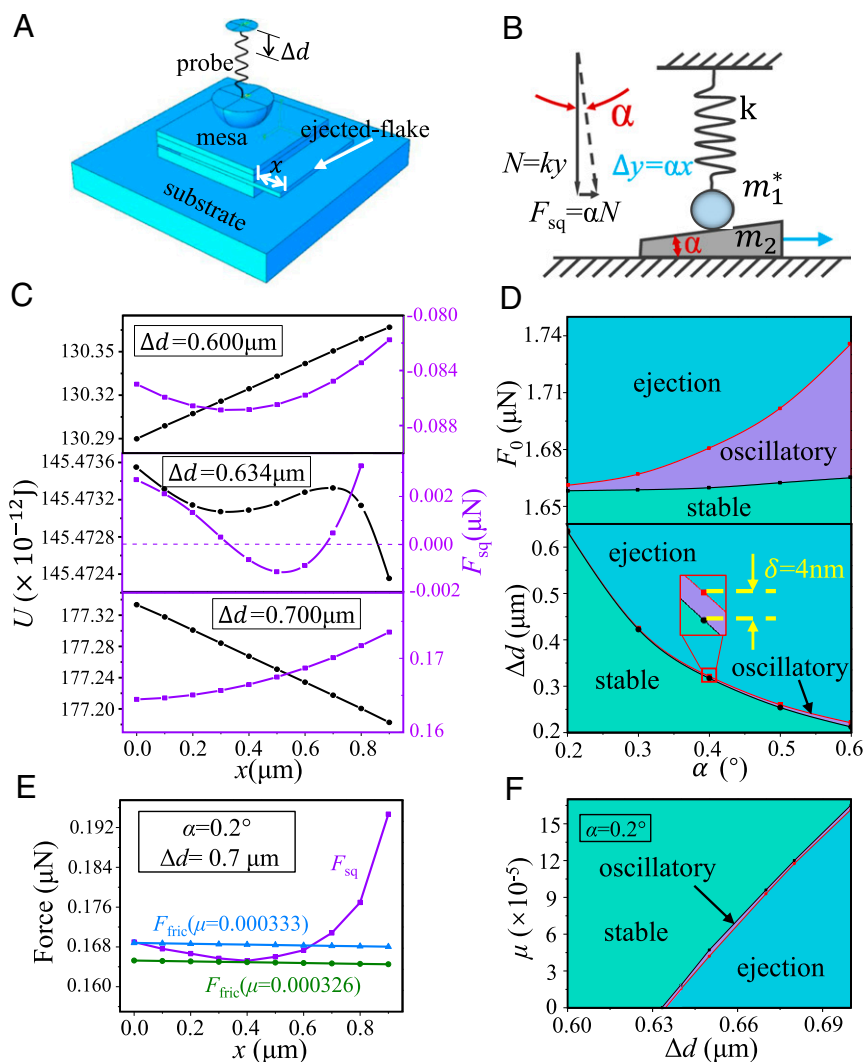 A
probe
Δd
mesa
ejected-flake
x
substrate
B
α
k
N=ky
Δy=αx
m₁*
F_sq=αN
m₂
α
C
Δd=0.600μm
130.35
130.32
130.29
-0.080
-0.084
-0.088
Δd=0.634μm
145.4736
145.4732
145.4728
145.4724
0.002
0.000
-0.002
U (× 10⁻¹²J)
F_sq(μN)
Δd=0.700μm
177.32
177.28
177.24
177.20
0.17
0.16
0.0 0.2 0.4 0.6 0.8
x(μm)
D
1.74
1.71
1.68
1.65
F₀ (μN)
ejection
oscillatory
stable
0.6
0.5
0.4
0.3
0.2
Δd (μm)
ejection
δ=4nm
stable
oscillatory
0.2 0.3 0.4 0.5 0.6
α (°)
E
0.192
0.184
0.176
0.168
0.160
Force (μN)
α=0.2°
Δd= 0.7 μm
F_sq
F_fric(μ=0.000333)
F_fric(μ=0.000326)
0.0 0.2 0.4 0.6 0.8
x (μm)
F
15
12
9
6
3
0
μ (× 10⁻⁵)
α=0.2°
oscillatory
stable
ejection
0.60 0.63 0.66 0.69
Δd (μm)